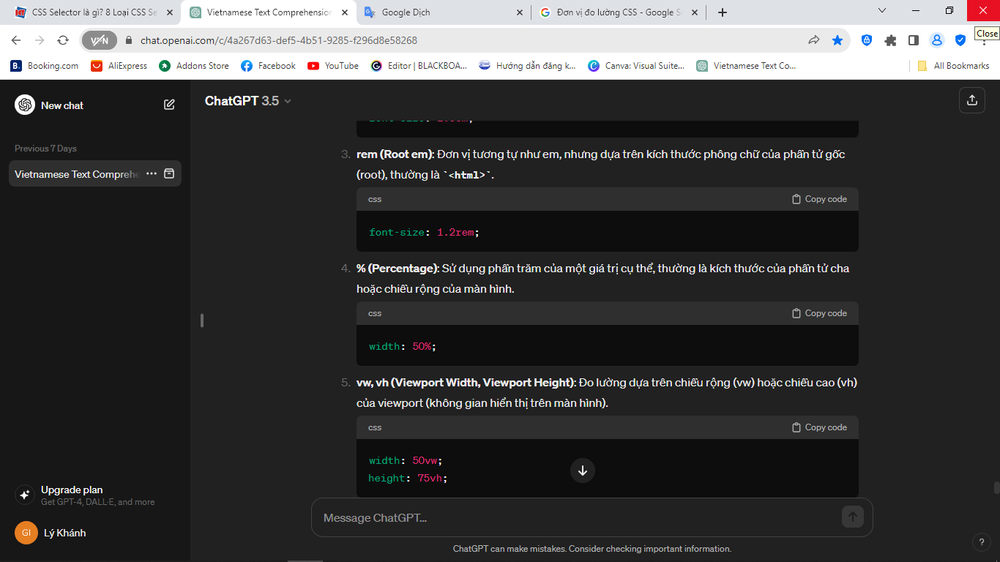 CSS Selector là gì? 8 Loại CSS Se
Vietnamese Text Comprehension
Google Dịch
Đơn vị đo lường CSS - Google Se
Close
VPN
chat.openai.com/c/4a267d63-def5-4b51-9285-f296d8e58268
B. Booking.com
AliExpress
Addons Store
Facebook
YouTube
Editor | BLACKBOA...
Hướng dẫn đăng k...
Canva: Visual Suite...
Vietnamese Text Co...
All Bookmarks
New chat
Previous 7 Days
Vietnamese Text Comprehe
Upgrade plan
Get GPT-4, DALL·E, and more
GI
Lý Khánh
ChatGPT 3.5
3. rem (Root em): Đơn vị tương tự như em, nhưng dựa trên kích thước phông chữ của phần tử gốc
(root), thường là `<html>`.
css
Copy code
font-size: 1.2rem;
4. % (Percentage): Sử dụng phần trăm của một giá trị cụ thể, thường là kích thước của phần tử cha
hoặc chiều rộng của màn hình.
css
Copy code
width: 50%;
5. vw, vh (Viewport Width, Viewport Height): Đo lường dựa trên chiều rộng (vw) hoặc chiều cao (vh)
của viewport (không gian hiển thị trên màn hình).
css
Copy code
width: 50vw;
height: 75vh;
Message ChatGPT...
ChatGPT can make mistakes. Consider checking important information.
?